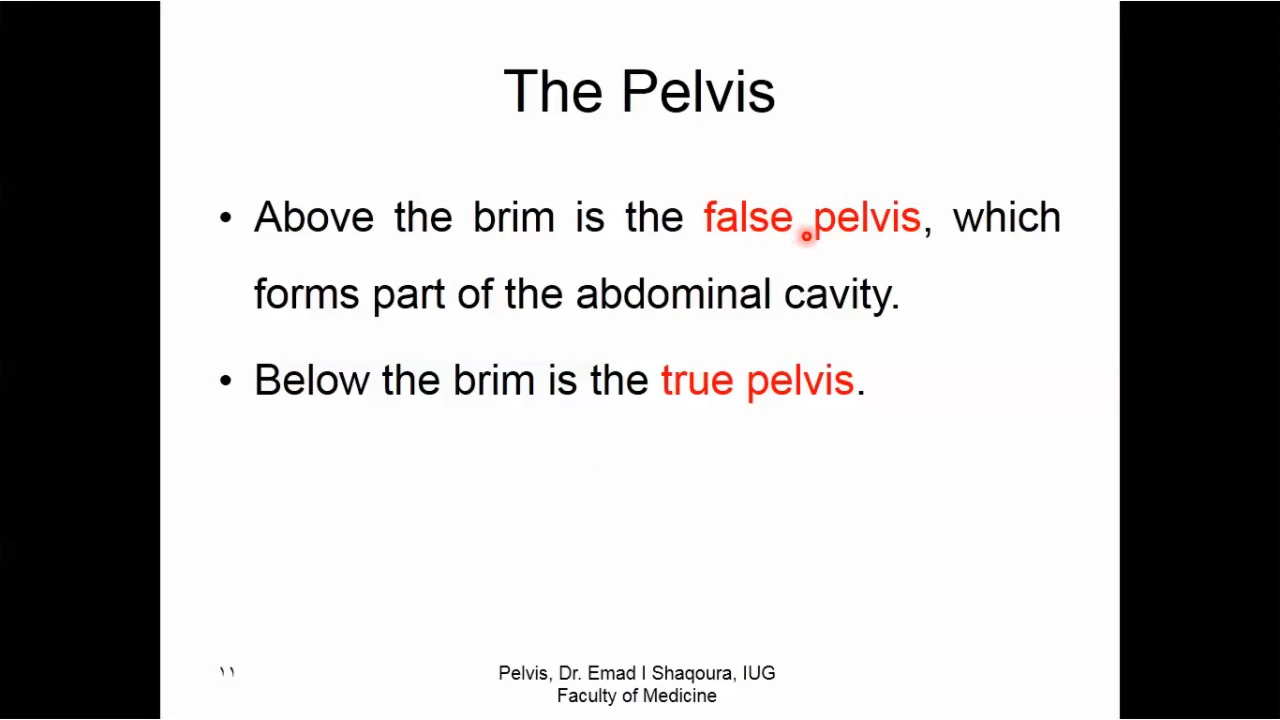 The Pelvis
• Above the brim is the false pelvis, which
forms part of the abdominal cavity.
• Below the brim is the true pelvis.
١١
Pelvis, Dr. Emad I Shaqoura, IUG
Faculty of Medicine